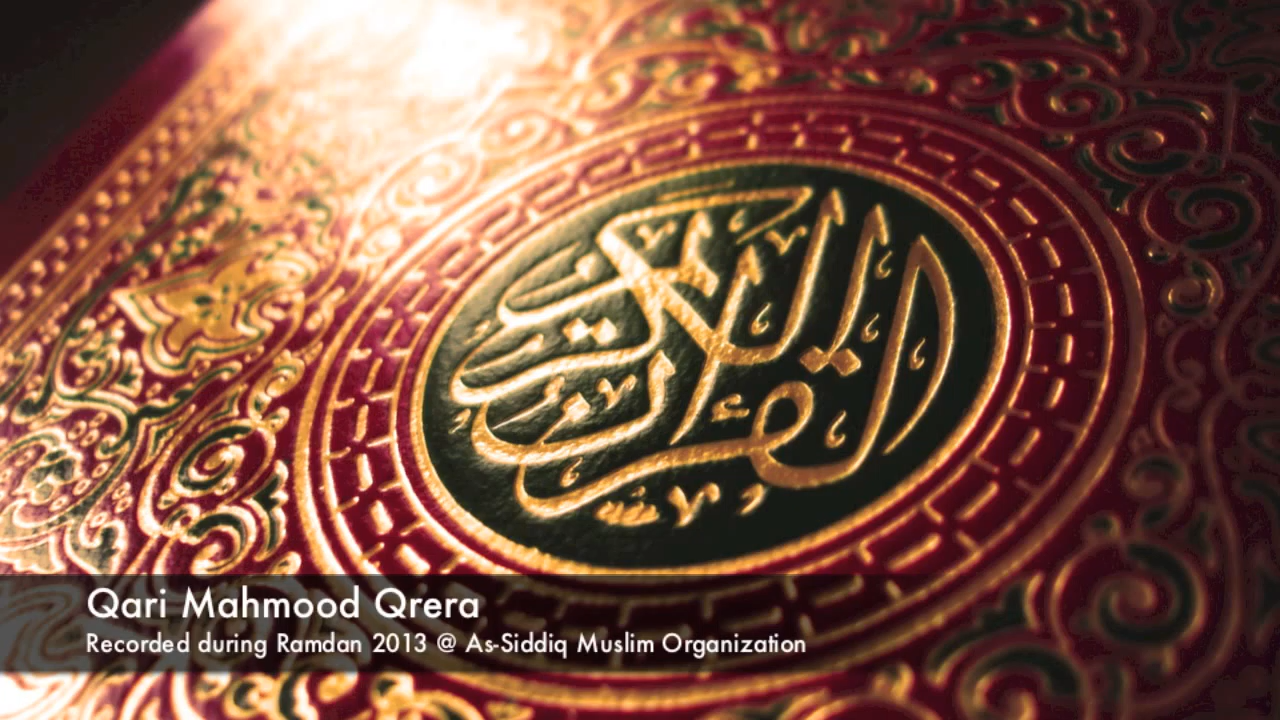 القرآن الكريم
Qari Mahmood Qrera
Recorded during Ramdan 2013 @ As-Siddiq Muslim Organization